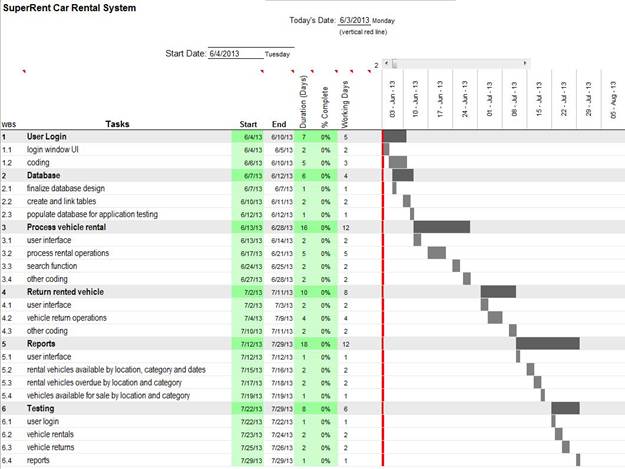 SuperRent Car Rental System
Today's Date: 6/3/2013 Monday
(vertical red line)
Start Date: 6/4/2013 Tuesday
2
WBS Tasks Start End Duration (Days) % Complete Working Days 03 - Jun - 13 10 - Jun - 13 17 - Jun - 13 24 - Jun - 13 01 - Jul - 13 08 - Jul - 13 15 - Jul - 13 22 - Jul - 13 29 - Jul - 13 05 - Aug - 13
1 User Login 6/4/13 6/10/13 7 0% 5
1.1 login window UI 6/4/13 6/5/13 2 0% 2
1.2 coding 6/6/13 6/10/13 5 0% 3
2 Database 6/7/13 6/12/13 6 0% 4
2.1 finalize database design 6/7/13 6/7/13 1 0% 1
2.2 create and link tables 6/10/13 6/11/13 2 0% 2
2.3 populate database for application testing 6/12/13 6/12/13 1 0% 1
3 Process vehicle rental 6/13/13 6/28/13 16 0% 12
3.1 user interface 6/13/13 6/14/13 2 0% 2
3.2 process rental operations 6/17/13 6/21/13 5 0% 5
3.3 search function 6/24/13 6/25/13 2 0% 2
3.4 other coding 6/27/13 6/28/13 2 0% 2
4 Return rented vehicle 7/2/13 7/11/13 10 0% 8
4.1 user interface 7/2/13 7/3/13 2 0% 2
4.2 vehicle return operations 7/4/13 7/9/13 4 0% 4
4.3 other coding 7/10/13 7/11/13 2 0% 2
5 Reports 7/12/13 7/29/13 18 0% 12
5.1 user interface 7/12/13 7/12/13 1 0% 1
5.2 rental vehicles available by location, category and dates 7/15/13 7/16/13 2 0% 2
5.3 rental vehicles overdue by location and category 7/17/13 7/18/13 2 0% 2
5.4 vehicles available for sale by location and category 7/19/13 7/19/13 1 0% 1
6 Testing 7/22/13 7/29/13 8 0% 6
6.1 user login 7/22/13 7/22/13 1 0% 1
6.2 vehicle rentals 7/23/13 7/24/13 2 0% 2
6.3 vehicle returns 7/25/13 7/26/13 2 0% 2
6.4 reports 7/29/13 7/29/13 1 0% 1